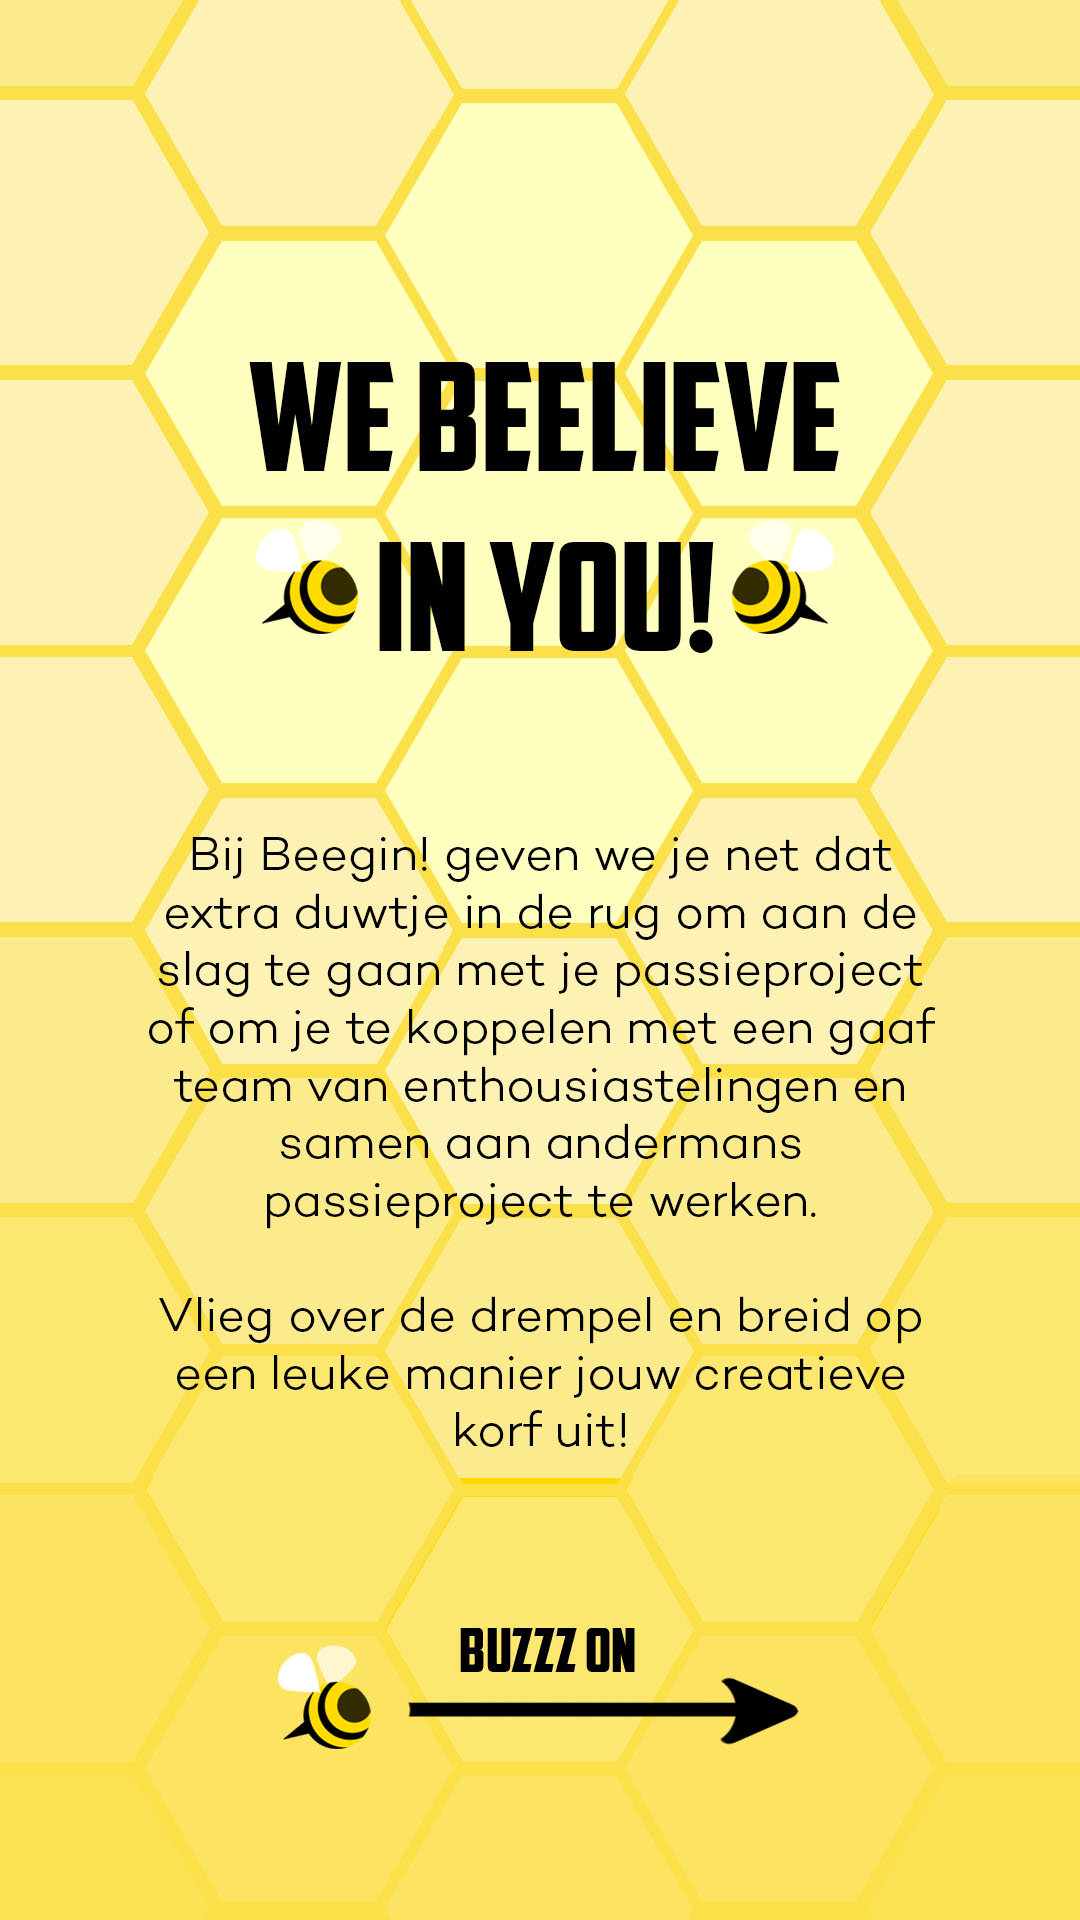 WE BEELIEVE
IN YOU!
Bij Beegin! geven we je net dat
extra duwtje in de rug om aan de
slag te gaan met je passieproject
of om je te koppelen met een gaaf
team van enthousiastelingen en
samen aan andermans
passieproject te werken.
Vlieg over de drempel en breid op
een leuke manier jouw creatieve
korf uit!
BUZZZ ON